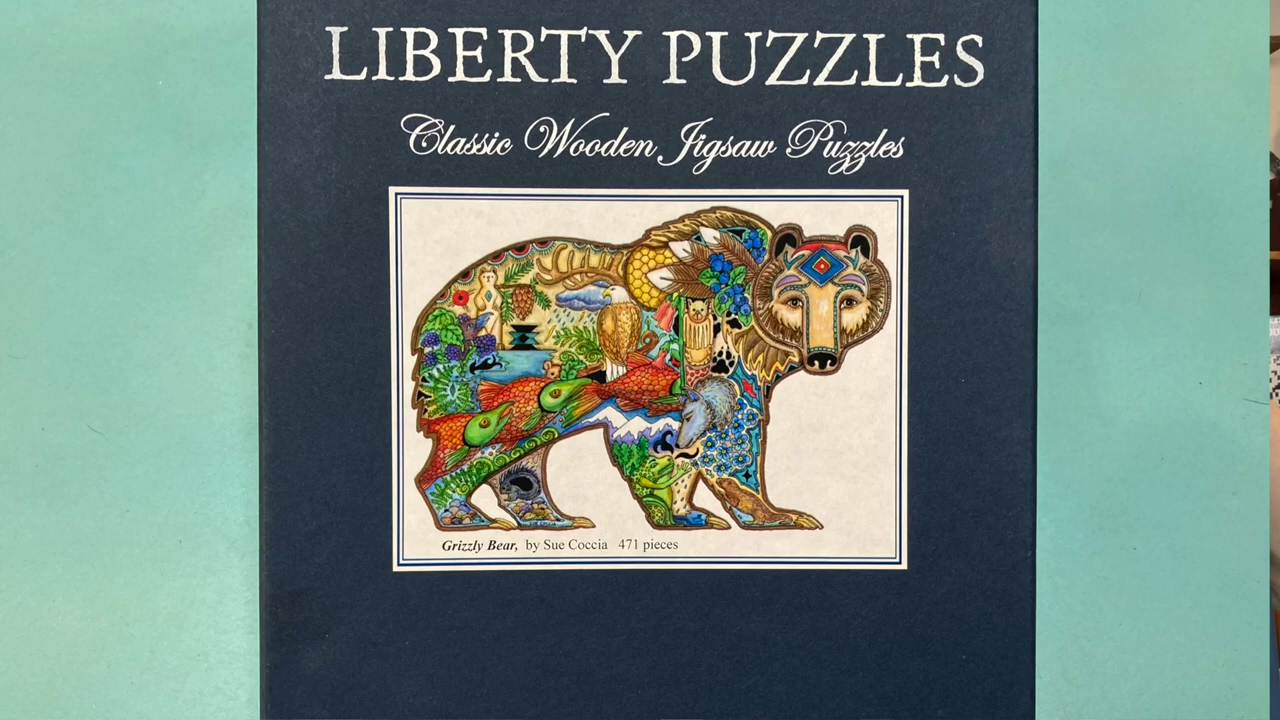 LIBERTY PUZZLES
Classic Wooden Jigsaw Puzzles
Grizzly Bear, by Sue Coccia 471 pieces